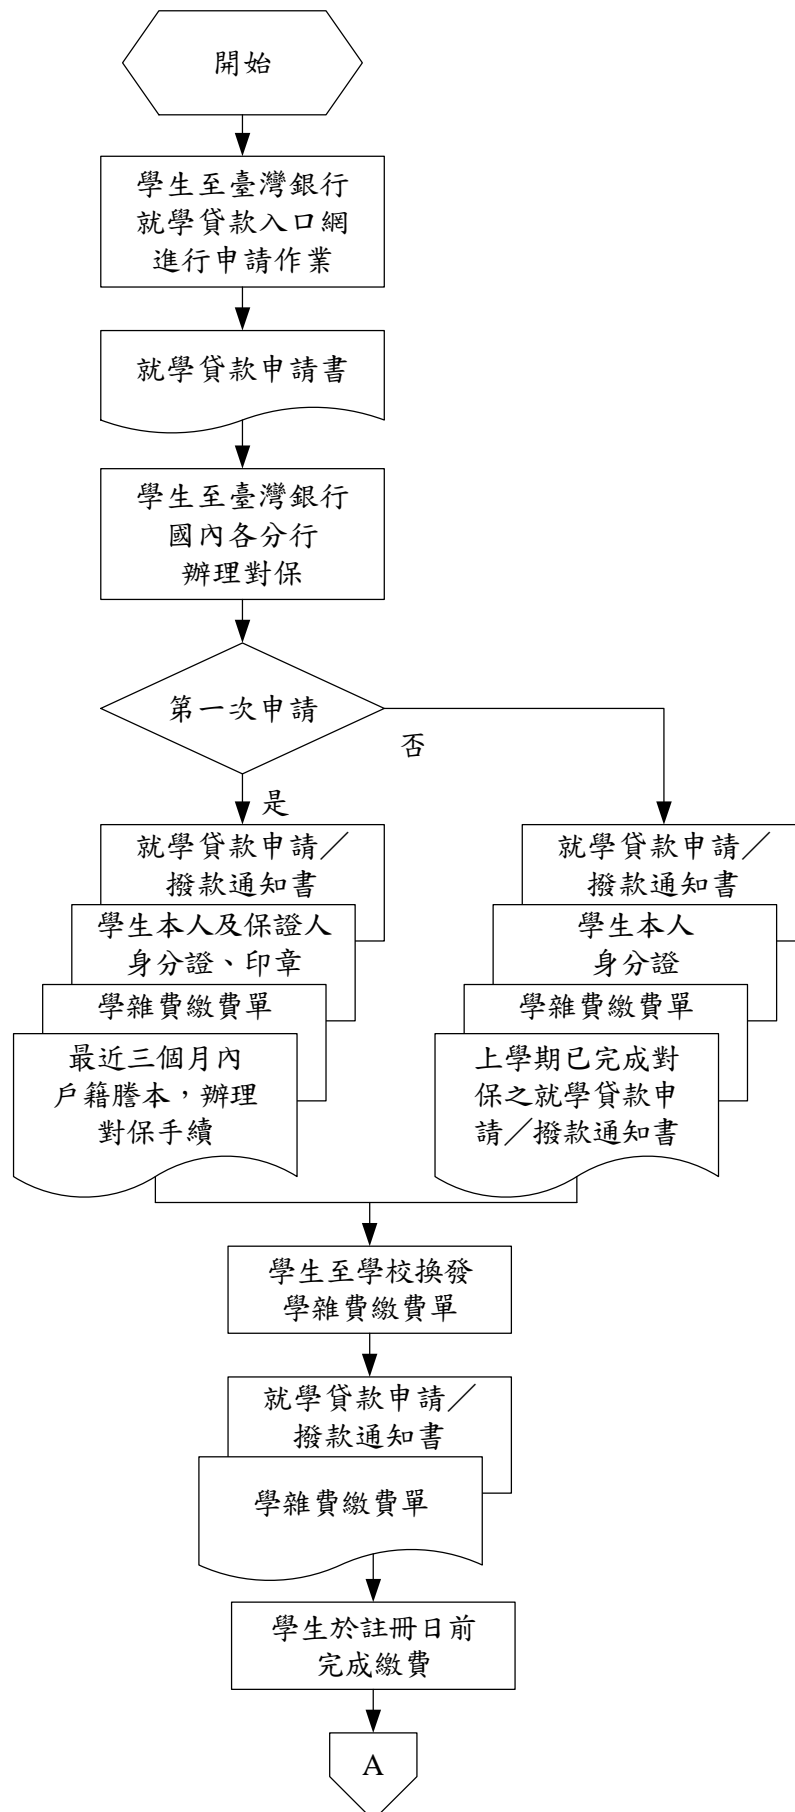 開始
學生至臺灣銀行
就學貸款入口網
進行申請作業
就學貸款申請書
學生至臺灣銀行
國內各分行
辦理對保
第一次申請
否
是
就學貸款申請／
撥款通知書
學生本人及保證人
身分證、印章
學雜費繳費單
最近三個月內
戶籍謄本，辦理
對保手續
就學貸款申請／
撥款通知書
學生本人
身分證
學雜費繳費單
上學期已完成對
保之就學貸款申
請／撥款通知書
學生至學校換發
學雜費繳費單
就學貸款申請／
撥款通知書
學雜費繳費單
學生於註冊日前
完成繳費
A